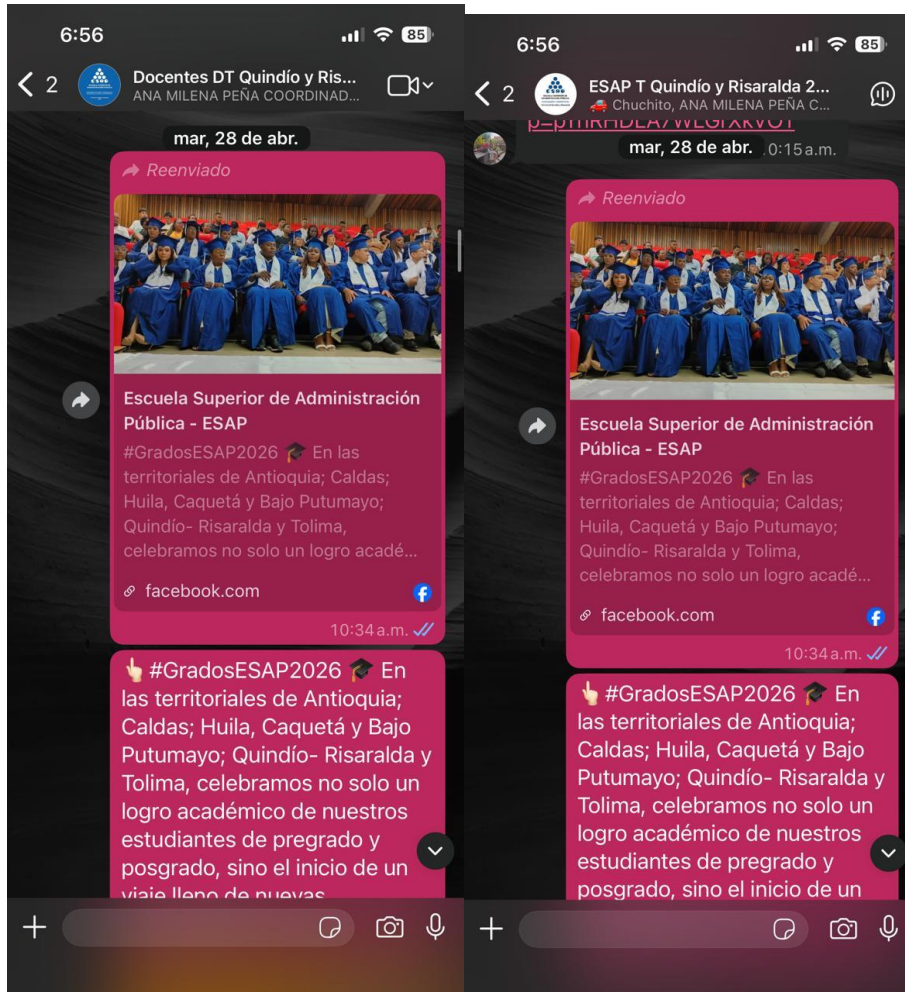 6:56
85
2
Docentes DT Quindío y Ris...
ANA MILENA PEÑA COORDINAD...
mar, 28 de abr.
Reenviado
Escuela Superior de Administración
Pública - ESAP
#GradosESAP2026 🎓 En las
territoriales de Antioquia; Caldas;
Huila, Caquetá y Bajo Putumayo;
Quindío- Risaralda y Tolima,
celebramos no solo un logro acadé...
facebook.com
10:34 a.m.
👆🏻 #GradosESAP2026 🎓 En
las territoriales de Antioquia;
Caldas; Huila, Caquetá y Bajo
Putumayo; Quindío- Risaralda y
Tolima, celebramos no solo un
logro académico de nuestros
estudiantes de pregrado y
posgrado, sino el inicio de un
viaje lleno de nuevas
6:56
85
2
ESAP T Quindío y Risaralda 2...
🚗 Chuchito, ANA MILENA PEÑA C...
mar, 28 de abr.
0:15 a.m.
Reenviado
Escuela Superior de Administración
Pública - ESAP
#GradosESAP2026 🎓 En las
territoriales de Antioquia; Caldas;
Huila, Caquetá y Bajo Putumayo;
Quindío- Risaralda y Tolima,
celebramos no solo un logro acadé...
facebook.com
10:34 a.m.
👆🏻 #GradosESAP2026 🎓 En
las territoriales de Antioquia;
Caldas; Huila, Caquetá y Bajo
Putumayo; Quindío- Risaralda y
Tolima, celebramos no solo un
logro académico de nuestros
estudiantes de pregrado y
posgrado, sino el inicio de un